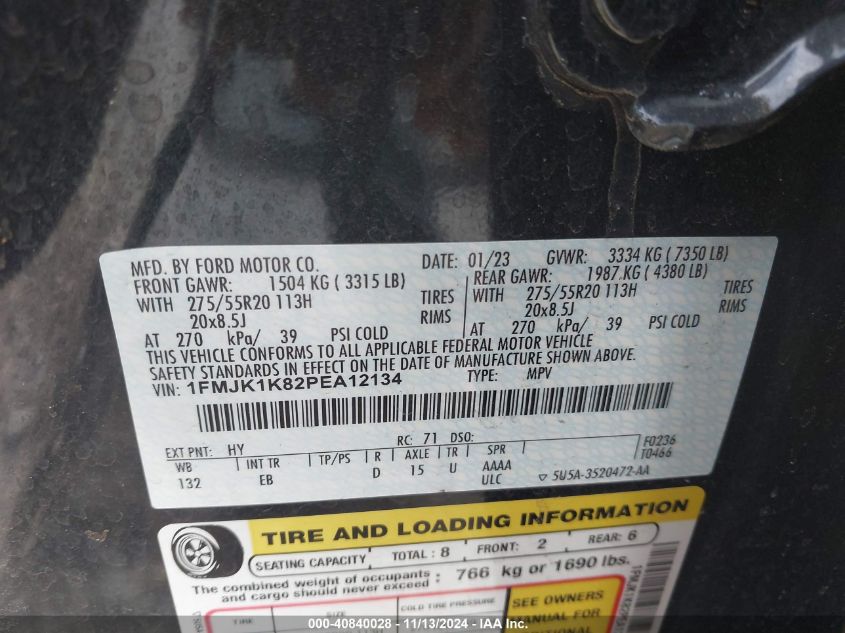 MFD. BY FORD MOTOR CO.
DATE: 01/23
GVWR: 3334 KG ( 7350 LB)
FRONT GAWR: 1504 KG ( 3315 LB)
REAR GAWR: 1987 KG ( 4380 LB)
WITH 275/55R20 113H TIRES
WITH 275/55R20 113H TIRES
20x8.5J RIMS
20x8.5J RIMS
AT 270 kPa/ 39 PSI COLD
AT 270 kPa/ 39 PSI COLD
THIS VEHICLE CONFORMS TO ALL APPLICABLE FEDERAL MOTOR VEHICLE
SAFETY STANDARDS IN EFFECT ON THE DATE OF MANUFACTURE SHOWN ABOVE.
VIN: 1FMJK1K82PEA12134
TYPE: MPV
EXT PNT: HY RC: 71 DSO:
F0236
T0466
WB INT TR TP/PS R AXLE TR SPR
132 EB D 15 U AAAA
ULC
5U5A-3520472-AA
TIRE AND LOADING INFORMATION
SEATING CAPACITY TOTAL : 8 FRONT: 2 REAR: 6
The combined weight of occupants
and cargo should never exceed : 766 kg or 1690 lbs.
TIRE SIZE COLD TIRE PRESSURE
SEE OWNERS
MANUAL FOR
000-40840028 - 11/13/2024 - IAA Inc.